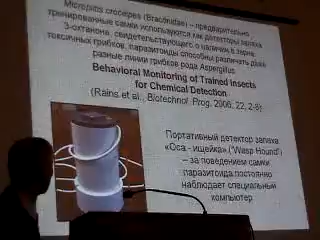 Microplitis croceipes (Braconidae) – предварительно
тренированные самки используются как детекторы запаха
3-октанона, свидетельствующего о наличии в зерне
токсичных грибков, паразитоиды способны различать даже
разные линии грибков рода Aspergillus.
Behavioral Monitoring of Trained Insects
for Chemical Detection
(Rains et al., Biotechnol. Prog. 2006, 22, 2-8)
Портативный детектор запаха
«Оса - ищейка» ("Wasp Hound")
– за поведением самки
паразитоида постоянно
наблюдает специальный
компьютер